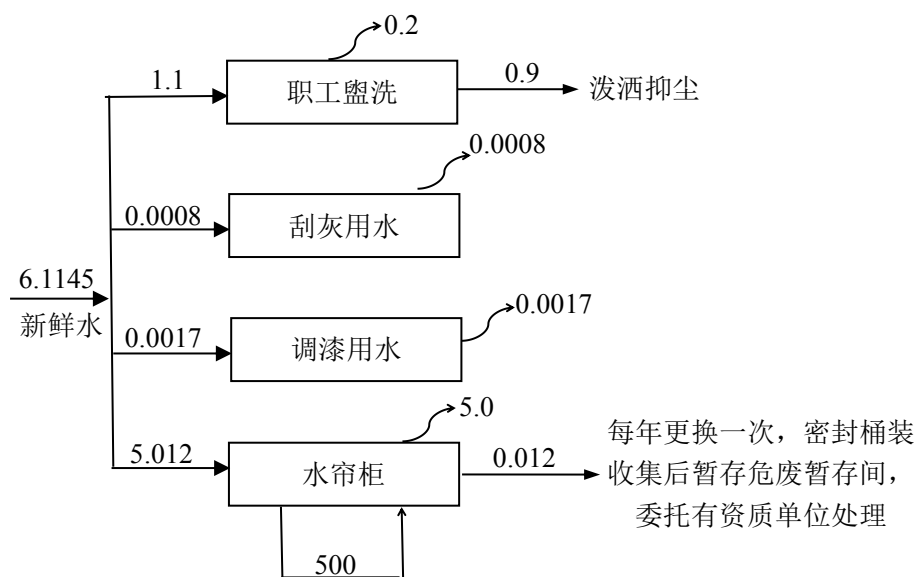 0.2
1.1
职工盥洗
0.9
泼洒抑尘
0.0008
0.0008
刮灰用水
6.1145
新鲜水
0.0017
0.0017
调漆用水
5.0
5.012
水帘柜
0.012
每年更换一次，密封桶装
收集后暂存危废暂存间，
委托有资质单位处理
500